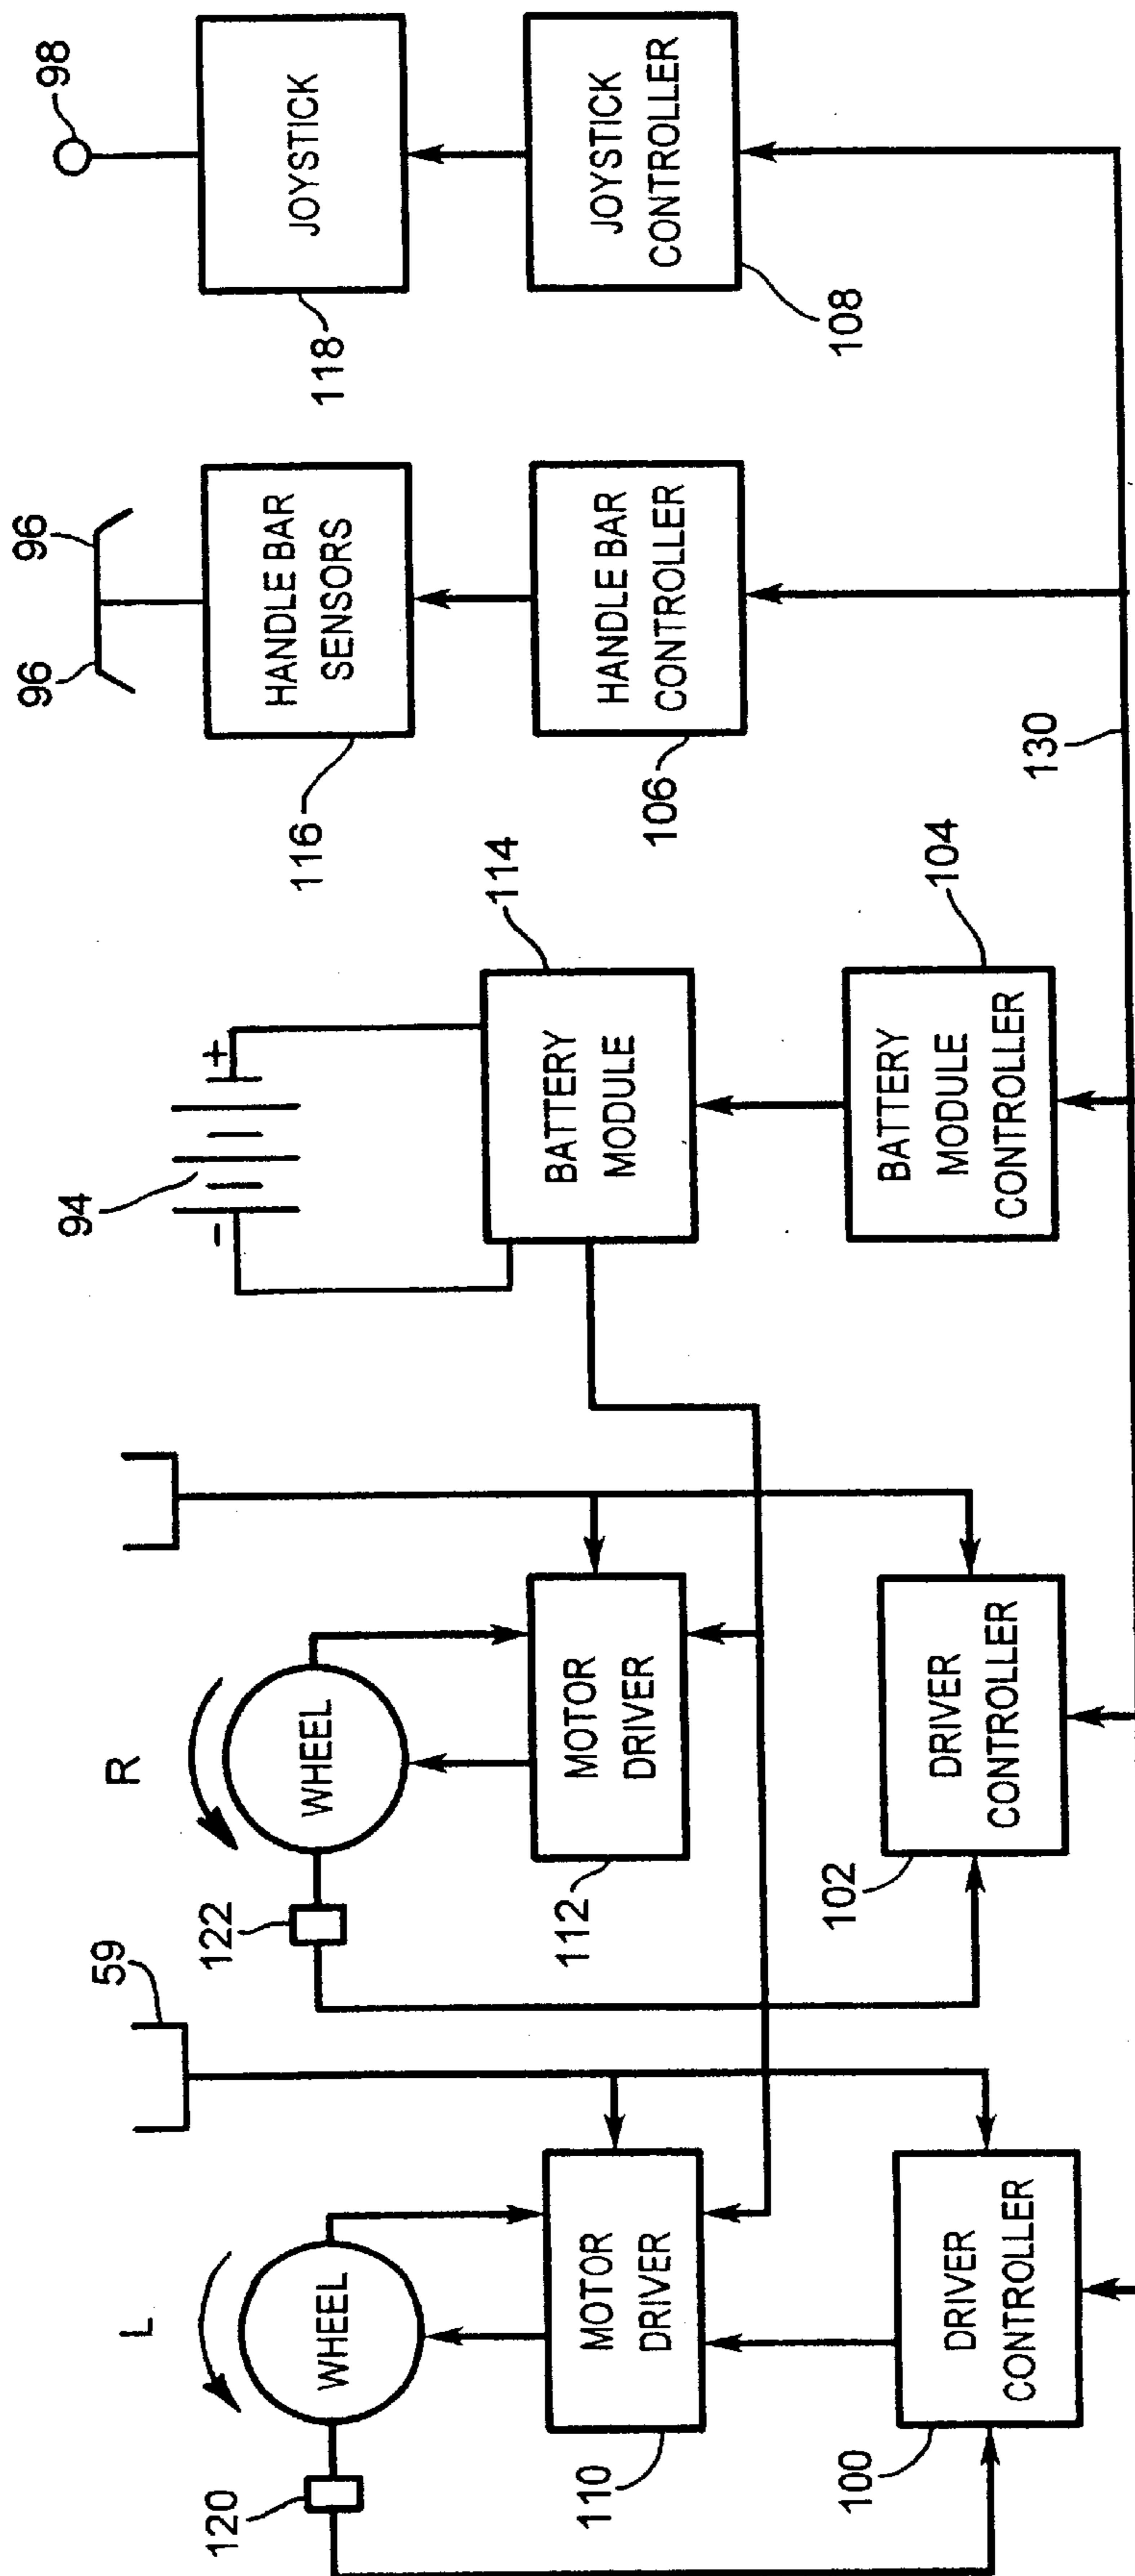 98
JOYSTICK
118
JOYSTICK
CONTROLLER
108
96
96
HANDLE BAR
SENSORS
116
HANDLE BAR
CONTROLLER
106
130
94
-
+
BATTERY
MODULE
114
BATTERY
MODULE
CONTROLLER
104
R
WHEEL
122
MOTOR
DRIVER
112
DRIVER
CONTROLLER
102
59
L
WHEEL
120
MOTOR
DRIVER
110
DRIVER
CONTROLLER
100